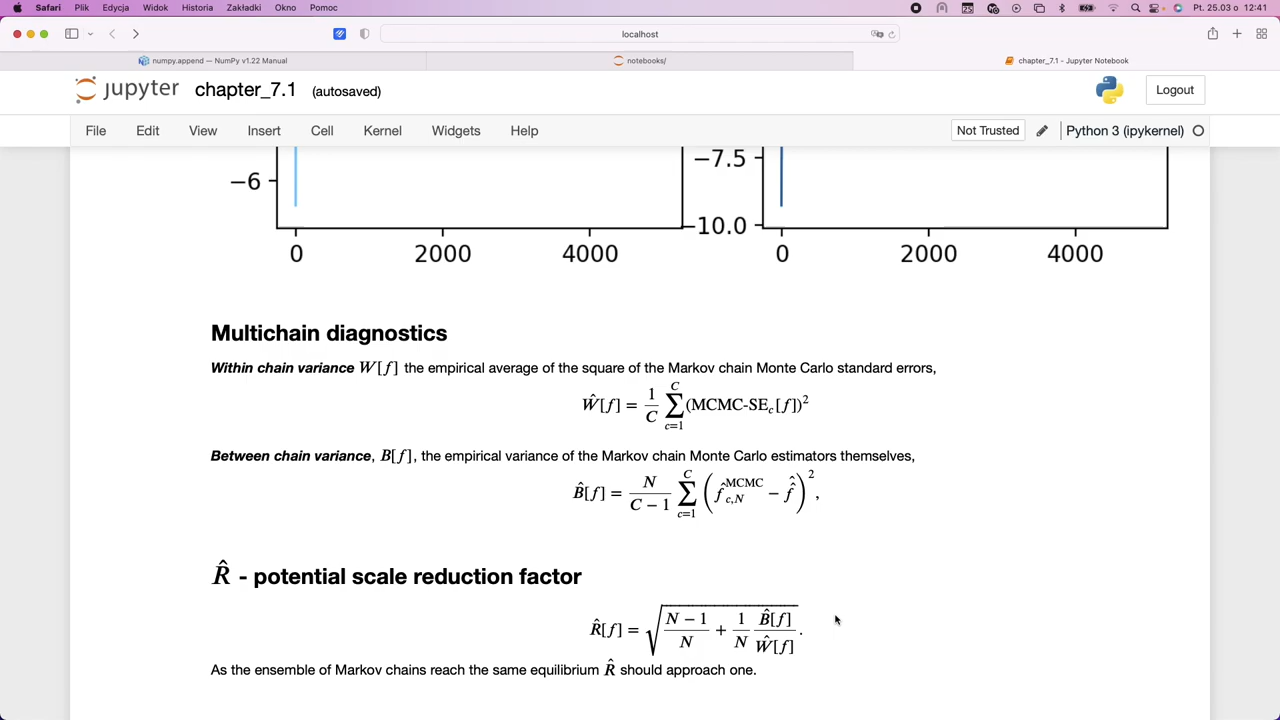 Safari Plik Edycja Widok Historia Zakładki Okno Pomoc Pt. 25.03 o 12:41
localhost
numpy.append — NumPy v1.22 Manual notebooks/ chapter_7.1 - Jupyter Notebook
jupyter chapter_7.1 (autosaved) Logout
File Edit View Insert Cell Kernel Widgets Help Not Trusted Python 3 (ipykernel)
−6 −7.5
−10.0
0 2000 4000 0 2000 4000
Multichain diagnostics
Within chain variance W[f] the empirical average of the square of the Markov chain Monte Carlo standard errors,
Ŵ[f] = 1/C ∑_{c=1}^{C} (MCMC-SE_c[f])²
Between chain variance, B[f], the empirical variance of the Markov chain Monte Carlo estimators themselves,
B̂[f] = N/(C − 1) ∑_{c=1}^{C} (f̂_{c,N}^{MCMC} − f̂̂)²,
R̂ - potential scale reduction factor
R̂[f] = √((N − 1)/N + 1/N B̂[f]/Ŵ[f]).
As the ensemble of Markov chains reach the same equilibrium R̂ should approach one.